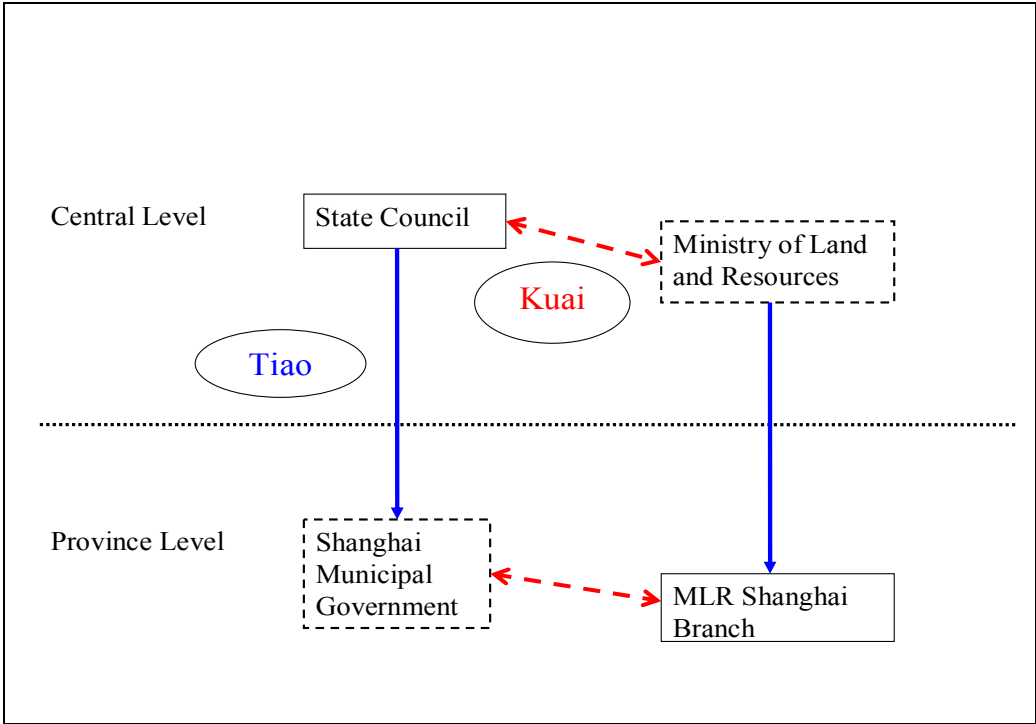 Central Level
State Council
Ministry of Land
and Resources
Kuai
Tiao
Province Level
Shanghai
Municipal
Government
MLR Shanghai
Branch